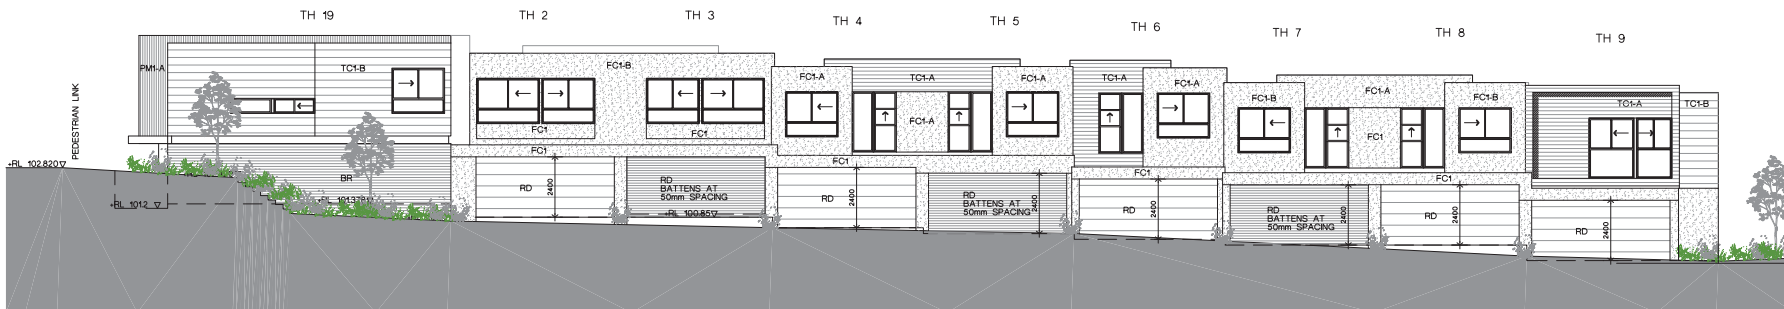 TH 19
TH 2
TH 3
TH 4
TH 5
TH 6
TH 7
TH 8
TH 9
PEDESTRIAN LINK
PM1-A
TC1-B
FC1-B
FC1
FC1
FC1-A
TC1-A
FC1-A
FC1-A
TC1-A
FC1-A
FC1-B
FC1-A
FC1
FC1-B
TC1-A
TC1-B
+RL 102.820
BR
FC1
FC1
FC1
FC1
+RL 101.2
RD
2400
RD
BATTENS AT
50mm SPACING
+RL 100.85
RD
2400
RD
BATTENS AT
50mm SPACING
2400
RD
2400
RD
BATTENS AT
50mm SPACING
2400
RD
2400
RD
2400